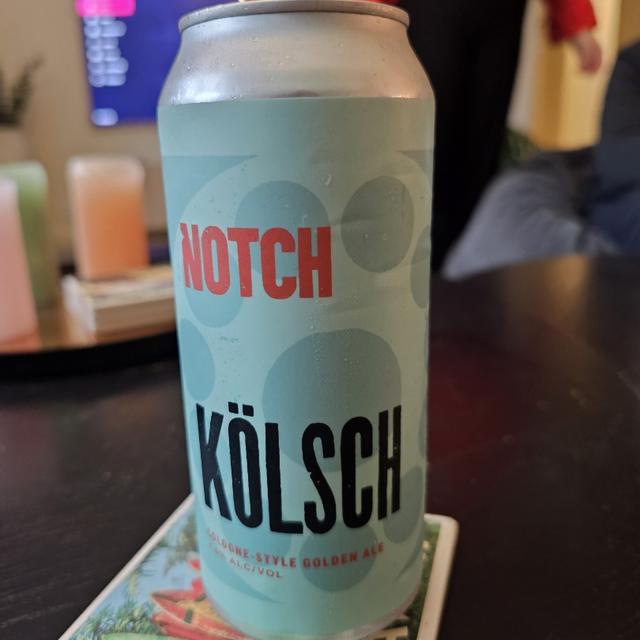 NOTCH
KÖLSCH
COLOGNE-STYLE GOLDEN ALE
ALC/VOL